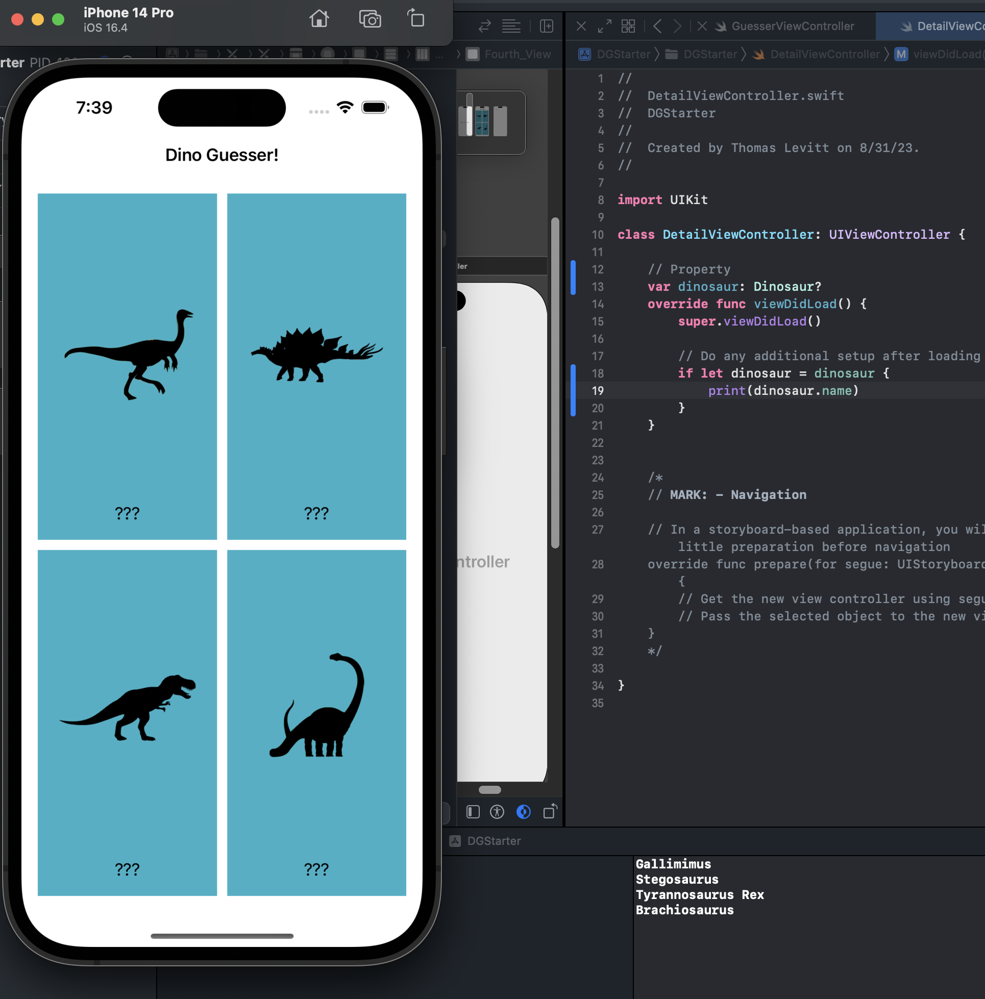 iPhone 14 Pro
iOS 16.4
rter PID
7:39
Dino Guesser!
???
???
???
???
Fourth_View
ler
ntroller
GuesserViewController
DetailViewCo
DGStarter
DGStarter
DetailViewController
M
viewDidLoad(
1 //
2 //  DetailViewController.swift
3 //  DGStarter
4 //
5 //  Created by Thomas Levitt on 8/31/23.
6 //
7
8 import UIKit
9
10 class DetailViewController: UIViewController {
11
12     // Property
13     var dinosaur: Dinosaur?
14     override func viewDidLoad() {
15         super.viewDidLoad()
16
17         // Do any additional setup after loading
18         if let dinosaur = dinosaur {
19             print(dinosaur.name)
20         }
21     }
22
23
24     /*
25     // MARK: - Navigation
26
27     // In a storyboard-based application, you wil
little preparation before navigation
28     override func prepare(for segue: UIStoryboard
{
29         // Get the new view controller using segu
30         // Pass the selected object to the new vi
31     }
32     */
33
34 }
35
DGStarter
Gallimimus
Stegosaurus
Tyrannosaurus Rex
Brachiosaurus